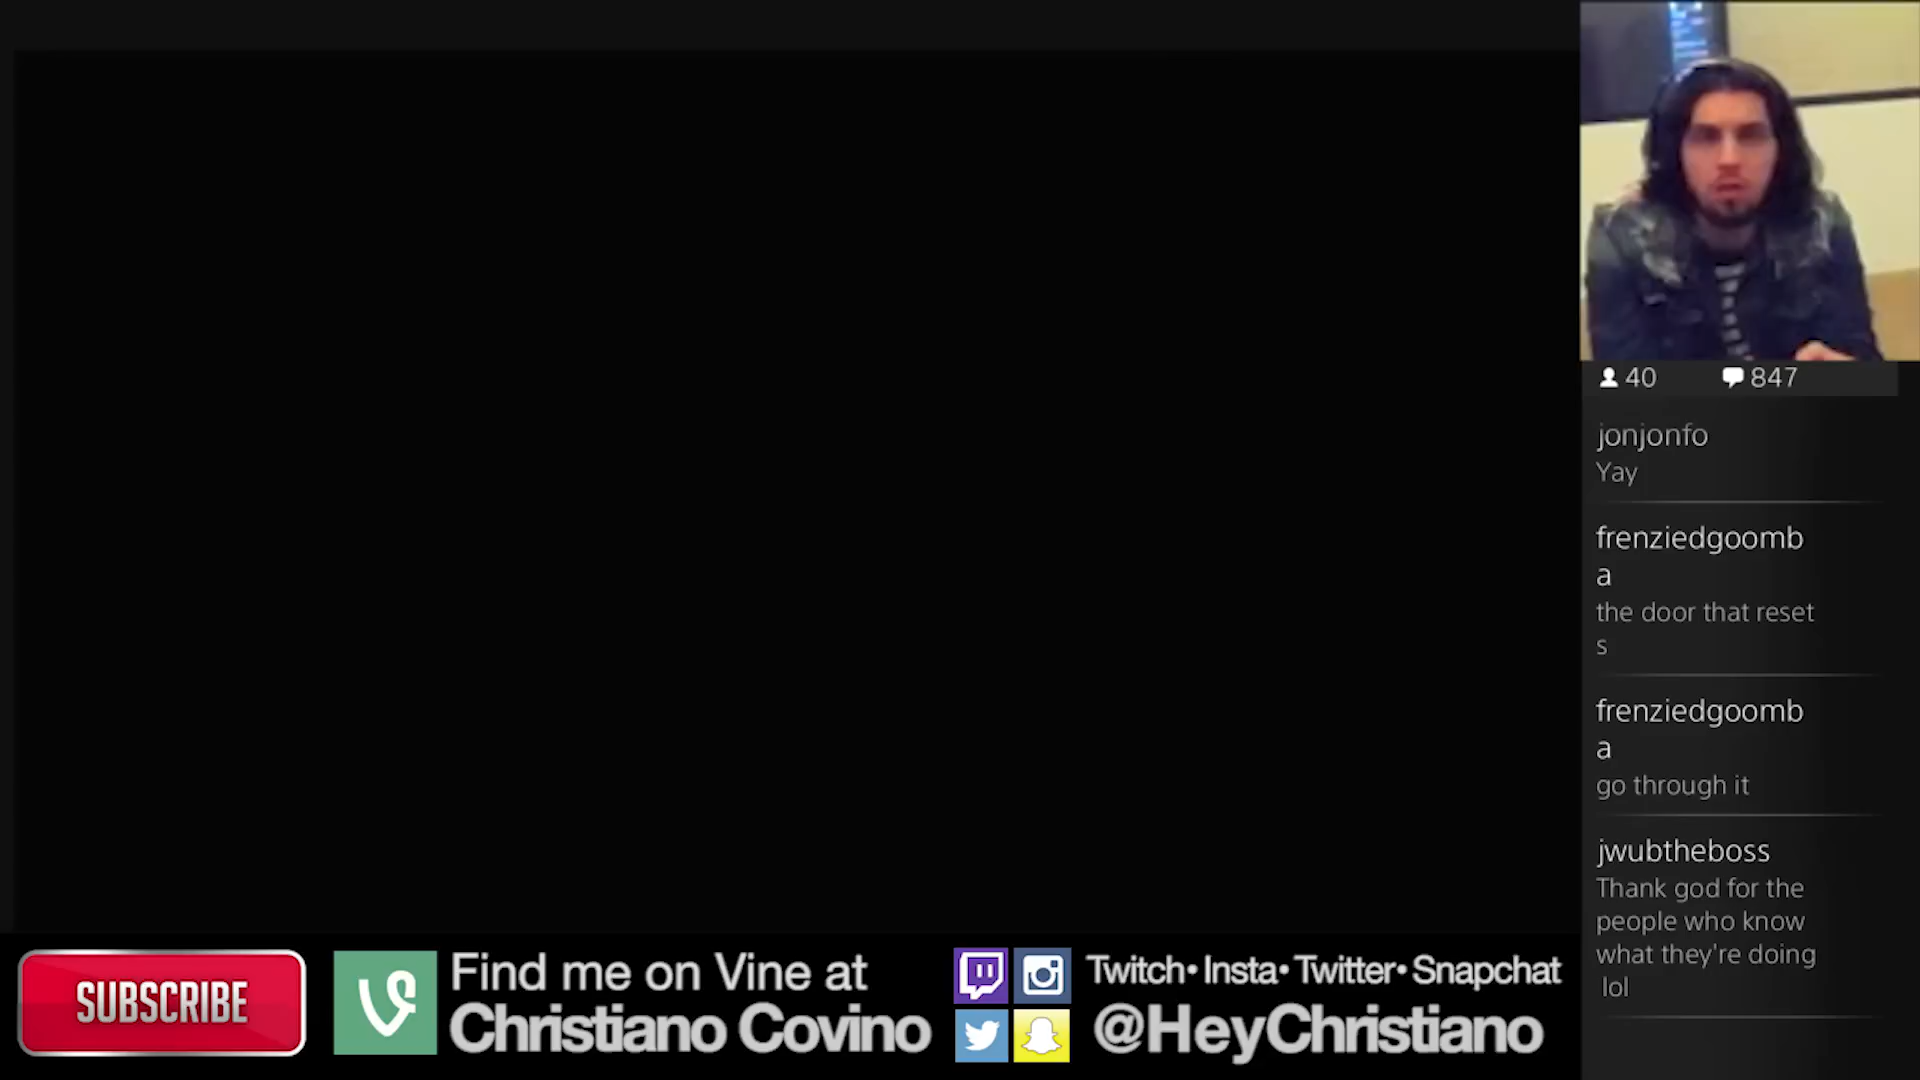 40 847
jonjonfo
Yay
frenziedgoomb
a
the door that reset
s
frenziedgoomb
a
go through it
jwubtheboss
Thank god for the
people who know
what they're doing
lol
SUBSCRIBE
Find me on Vine at
Christiano Covino
Twitch• Insta• Twitter• Snapchat
@HeyChristiano